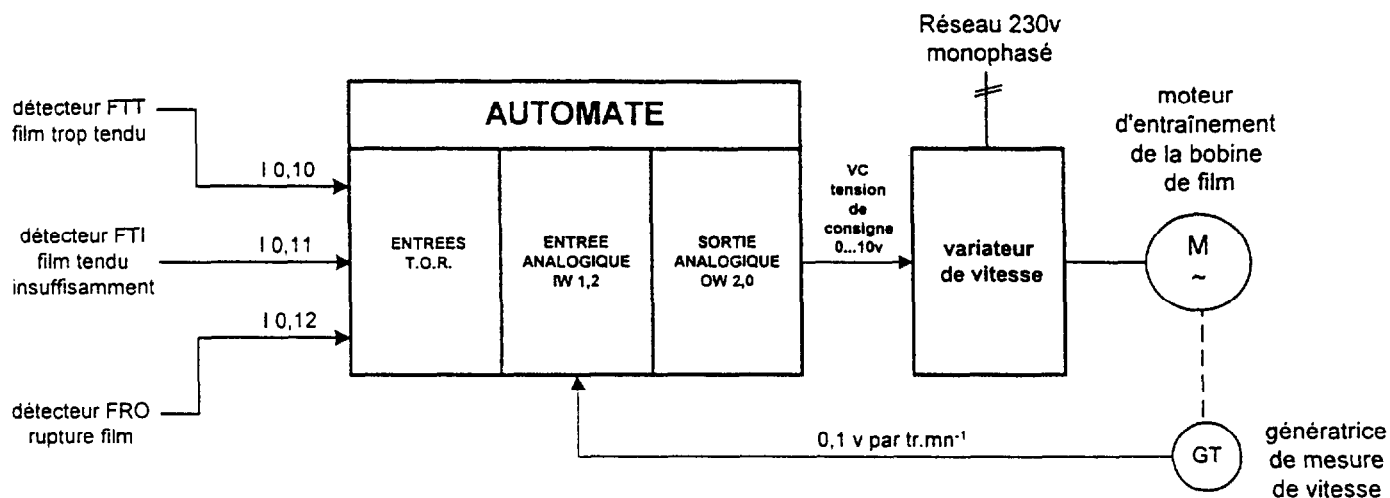 Réseau 230v
monophasé
détecteur FTT
film trop tendu
I 0,10
AUTOMATE
moteur
d'entraînement
de la bobine
de film
détecteur FTI
film tendu
insuffisamment
I 0,11
ENTREES
T.O.R.
ENTREE
ANALOGIQUE
IW 1,2
SORTIE
ANALOGIQUE
OW 2,0
VC
tension
de
consigne
0...10v
variateur
de vitesse
M
~
I 0,12
détecteur FRO
rupture film
0,1 v par tr.mn⁻¹
GT
génératrice
de mesure
de vitesse